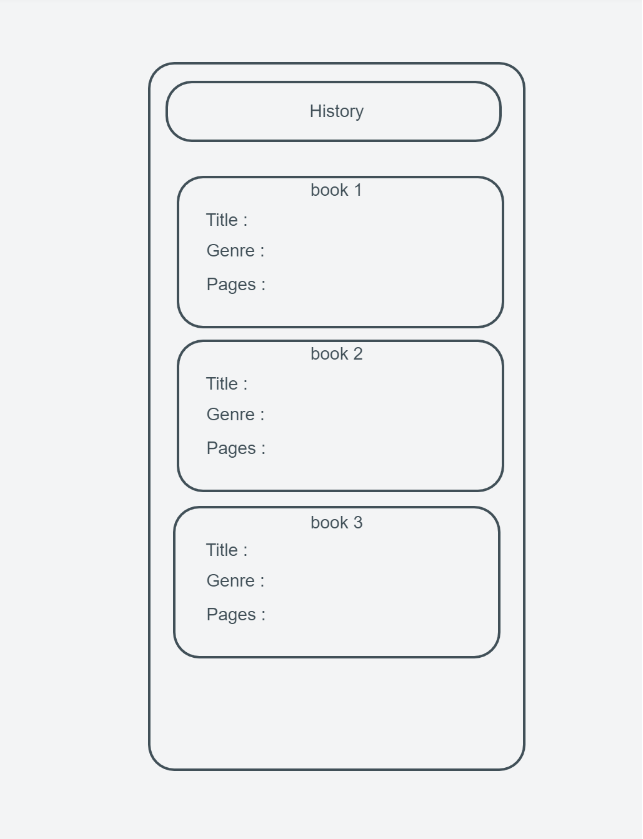 History
book 1
Title :
Genre :
Pages :
book 2
Title :
Genre :
Pages :
book 3
Title :
Genre :
Pages :